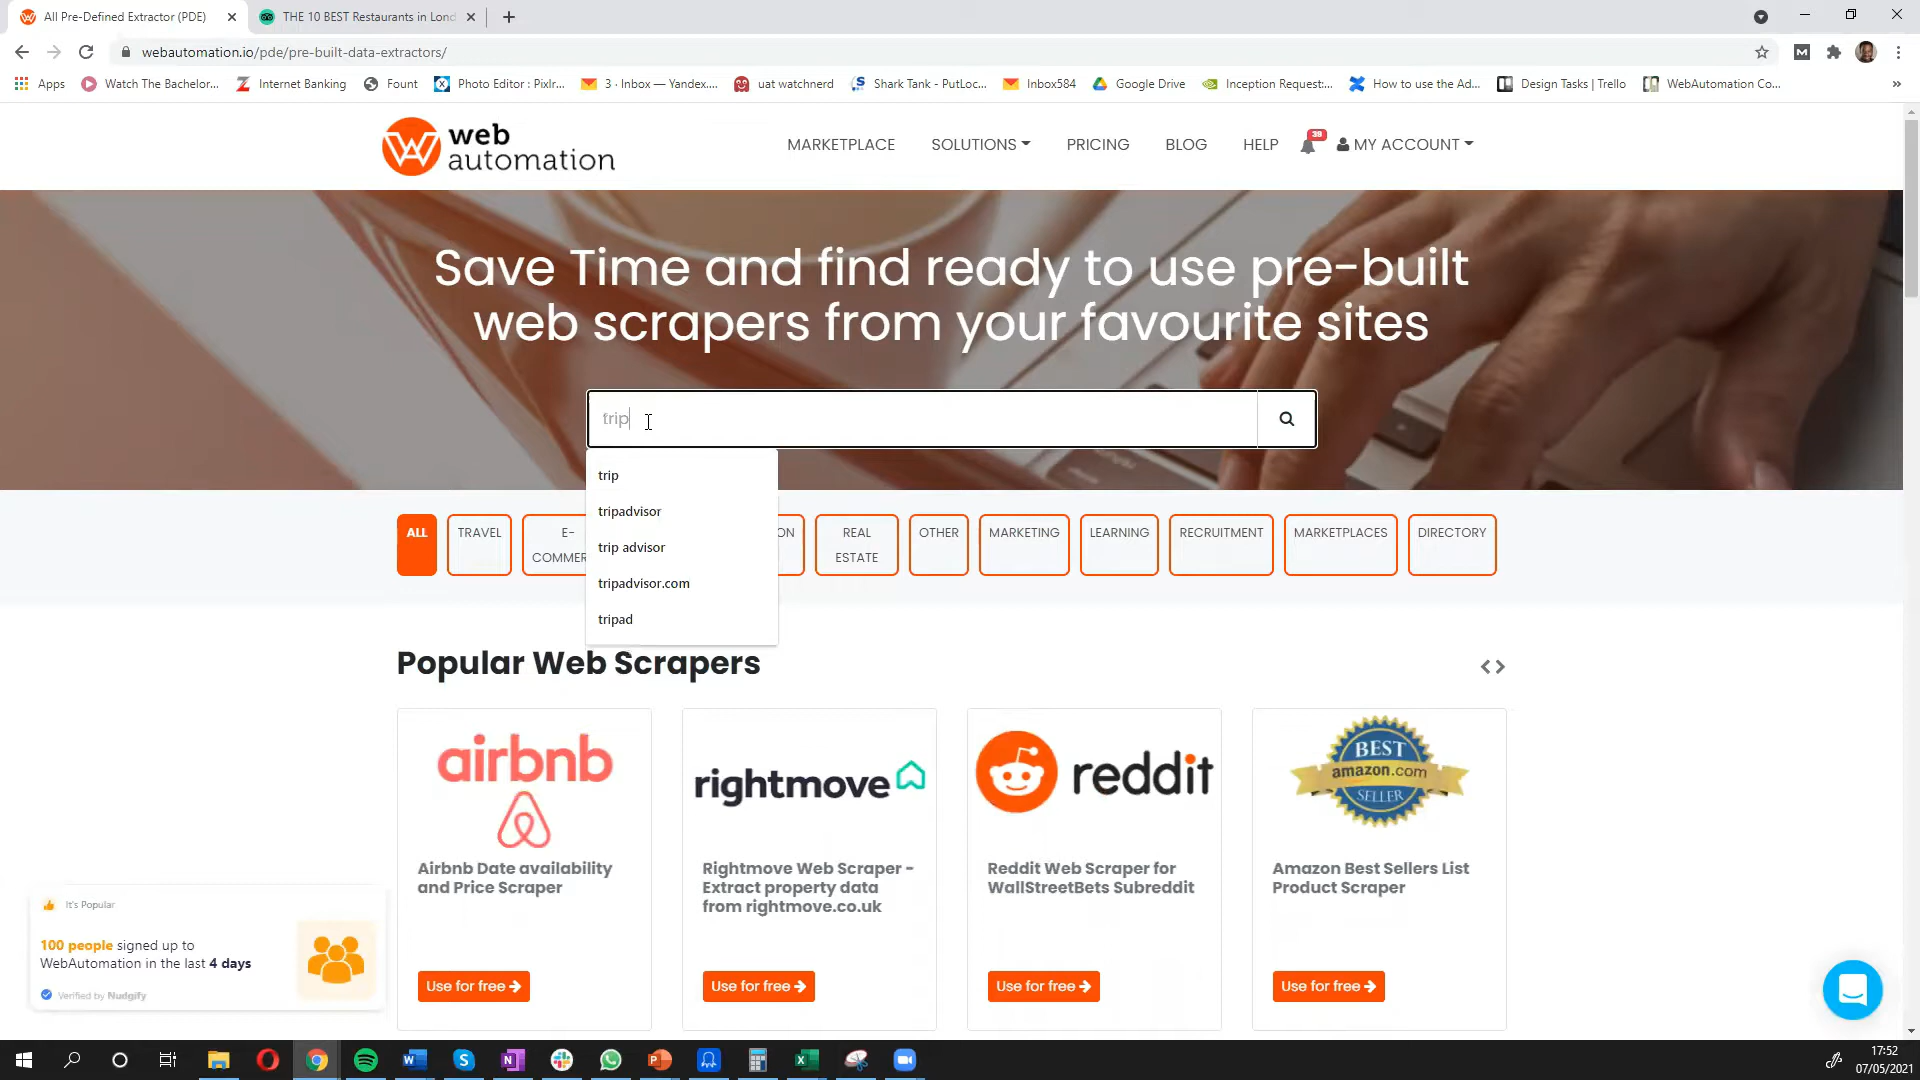 All Pre-Defined Extractor (PDE)
THE 10 BEST Restaurants in Lond
webautomation.io/pde/pre-built-data-extractors/
Apps
Watch The Bachelor...
Internet Banking
Fount
Photo Editor : Pixlr...
3 · Inbox — Yandex....
uat watchnerd
Shark Tank - PutLoc...
Inbox584
Google Drive
Inception Request:...
How to use the Ad...
Design Tasks | Trello
WebAutomation Co...
web
automation
MARKETPLACE
SOLUTIONS
PRICING
BLOG
HELP
39
MY ACCOUNT
Save Time and find ready to use pre-built
web scrapers from your favourite sites
trip
trip
tripadvisor
trip advisor
tripadvisor.com
tripad
ALL
TRAVEL
E-
COMMER
ON
REAL
ESTATE
OTHER
MARKETING
LEARNING
RECRUITMENT
MARKETPLACES
DIRECTORY
Popular Web Scrapers
airbnb
rightmove
reddit
BEST
amazon.com
SELLER
Airbnb Date availability
and Price Scraper
Rightmove Web Scraper -
Extract property data
from rightmove.co.uk
Reddit Web Scraper for
WallStreetBets Subreddit
Amazon Best Sellers List
Product Scraper
Use for free
Use for free
Use for free
Use for free
It's Popular
100 people signed up to
WebAutomation in the last 4 days
Verified by Nudgify
17:52
07/05/2021